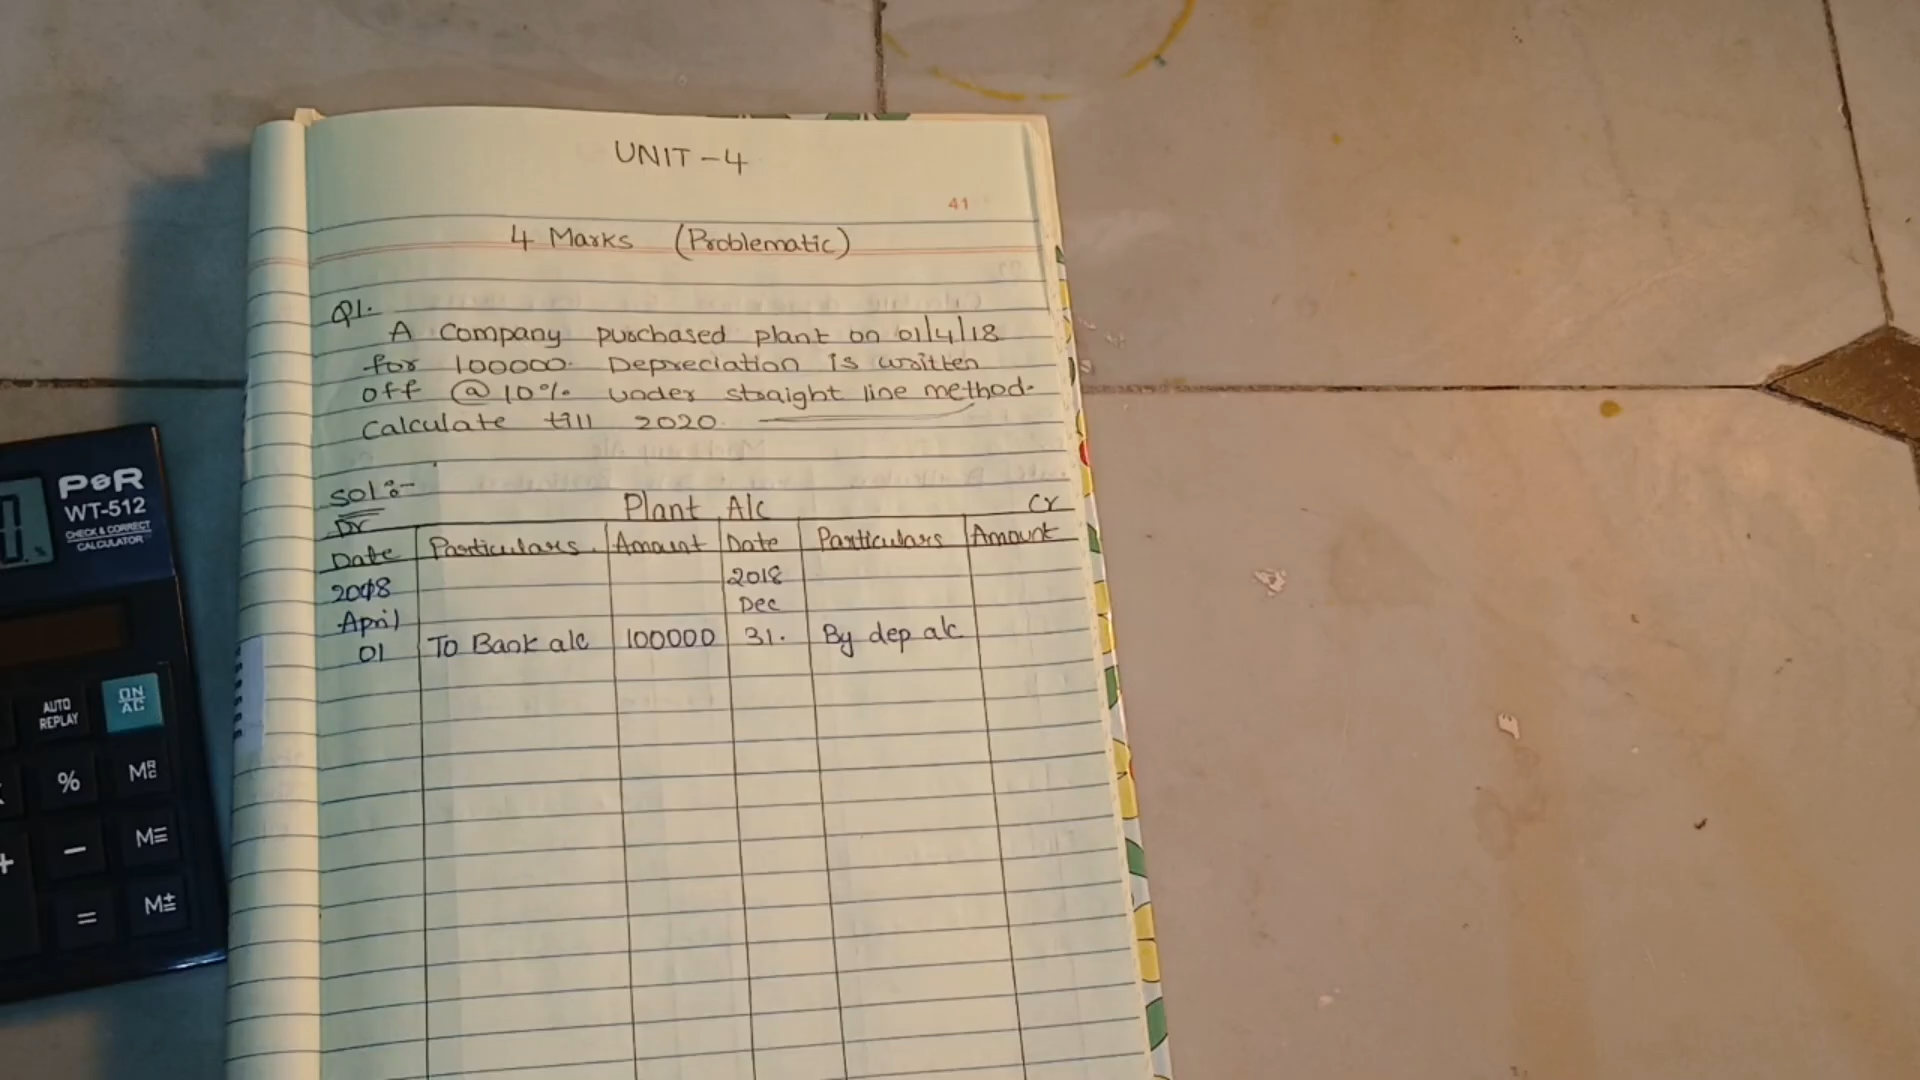 UNIT - 4
41
4 Marks (Problematic)
Q1.
A Company purchased plant on 01/4/18
for 100000. Depreciation is written
off @ 10% under straight line method.
Calculate till 2020.
Sol:-
Plant A/c
Dr Cr
Date Particulars Amount Date Particulars Amount
2018 2018
April Dec
01 To Bank a/c 100000 31. By dep a/c
P&R
WT-512
CHECK & CORRECT
CALCULATOR
AUTO REPLAY
ON AC
%
MRC
+
−
M=
=
M±